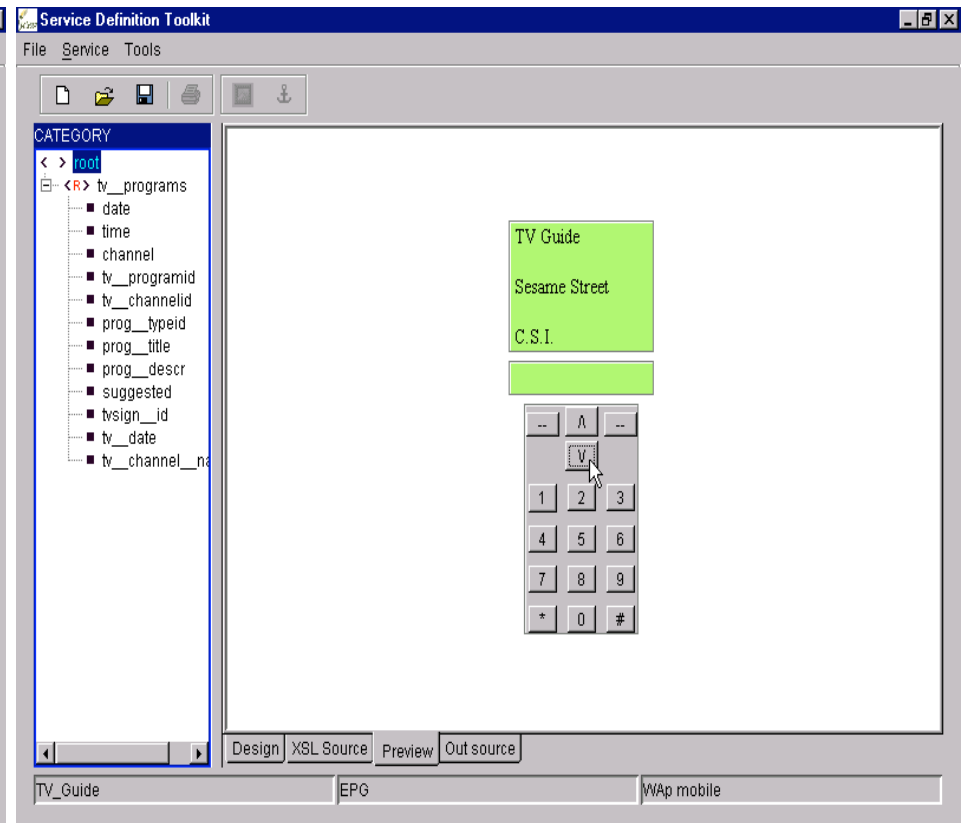 Service Definition Toolkit
File Service Tools
CATEGORY
< > root
<R> tv__programs
date
time
channel
tv__programid
tv__channelid
prog__typeid
prog__title
prog__descr
suggested
tvsign__id
tv__date
tv__channel__na
TV Guide
Sesame Street
C.S.I.
-- Λ --
V
1 2 3
4 5 6
7 8 9
* 0 #
Design XSL Source Preview Out source
TV_Guide EPG WAp mobile